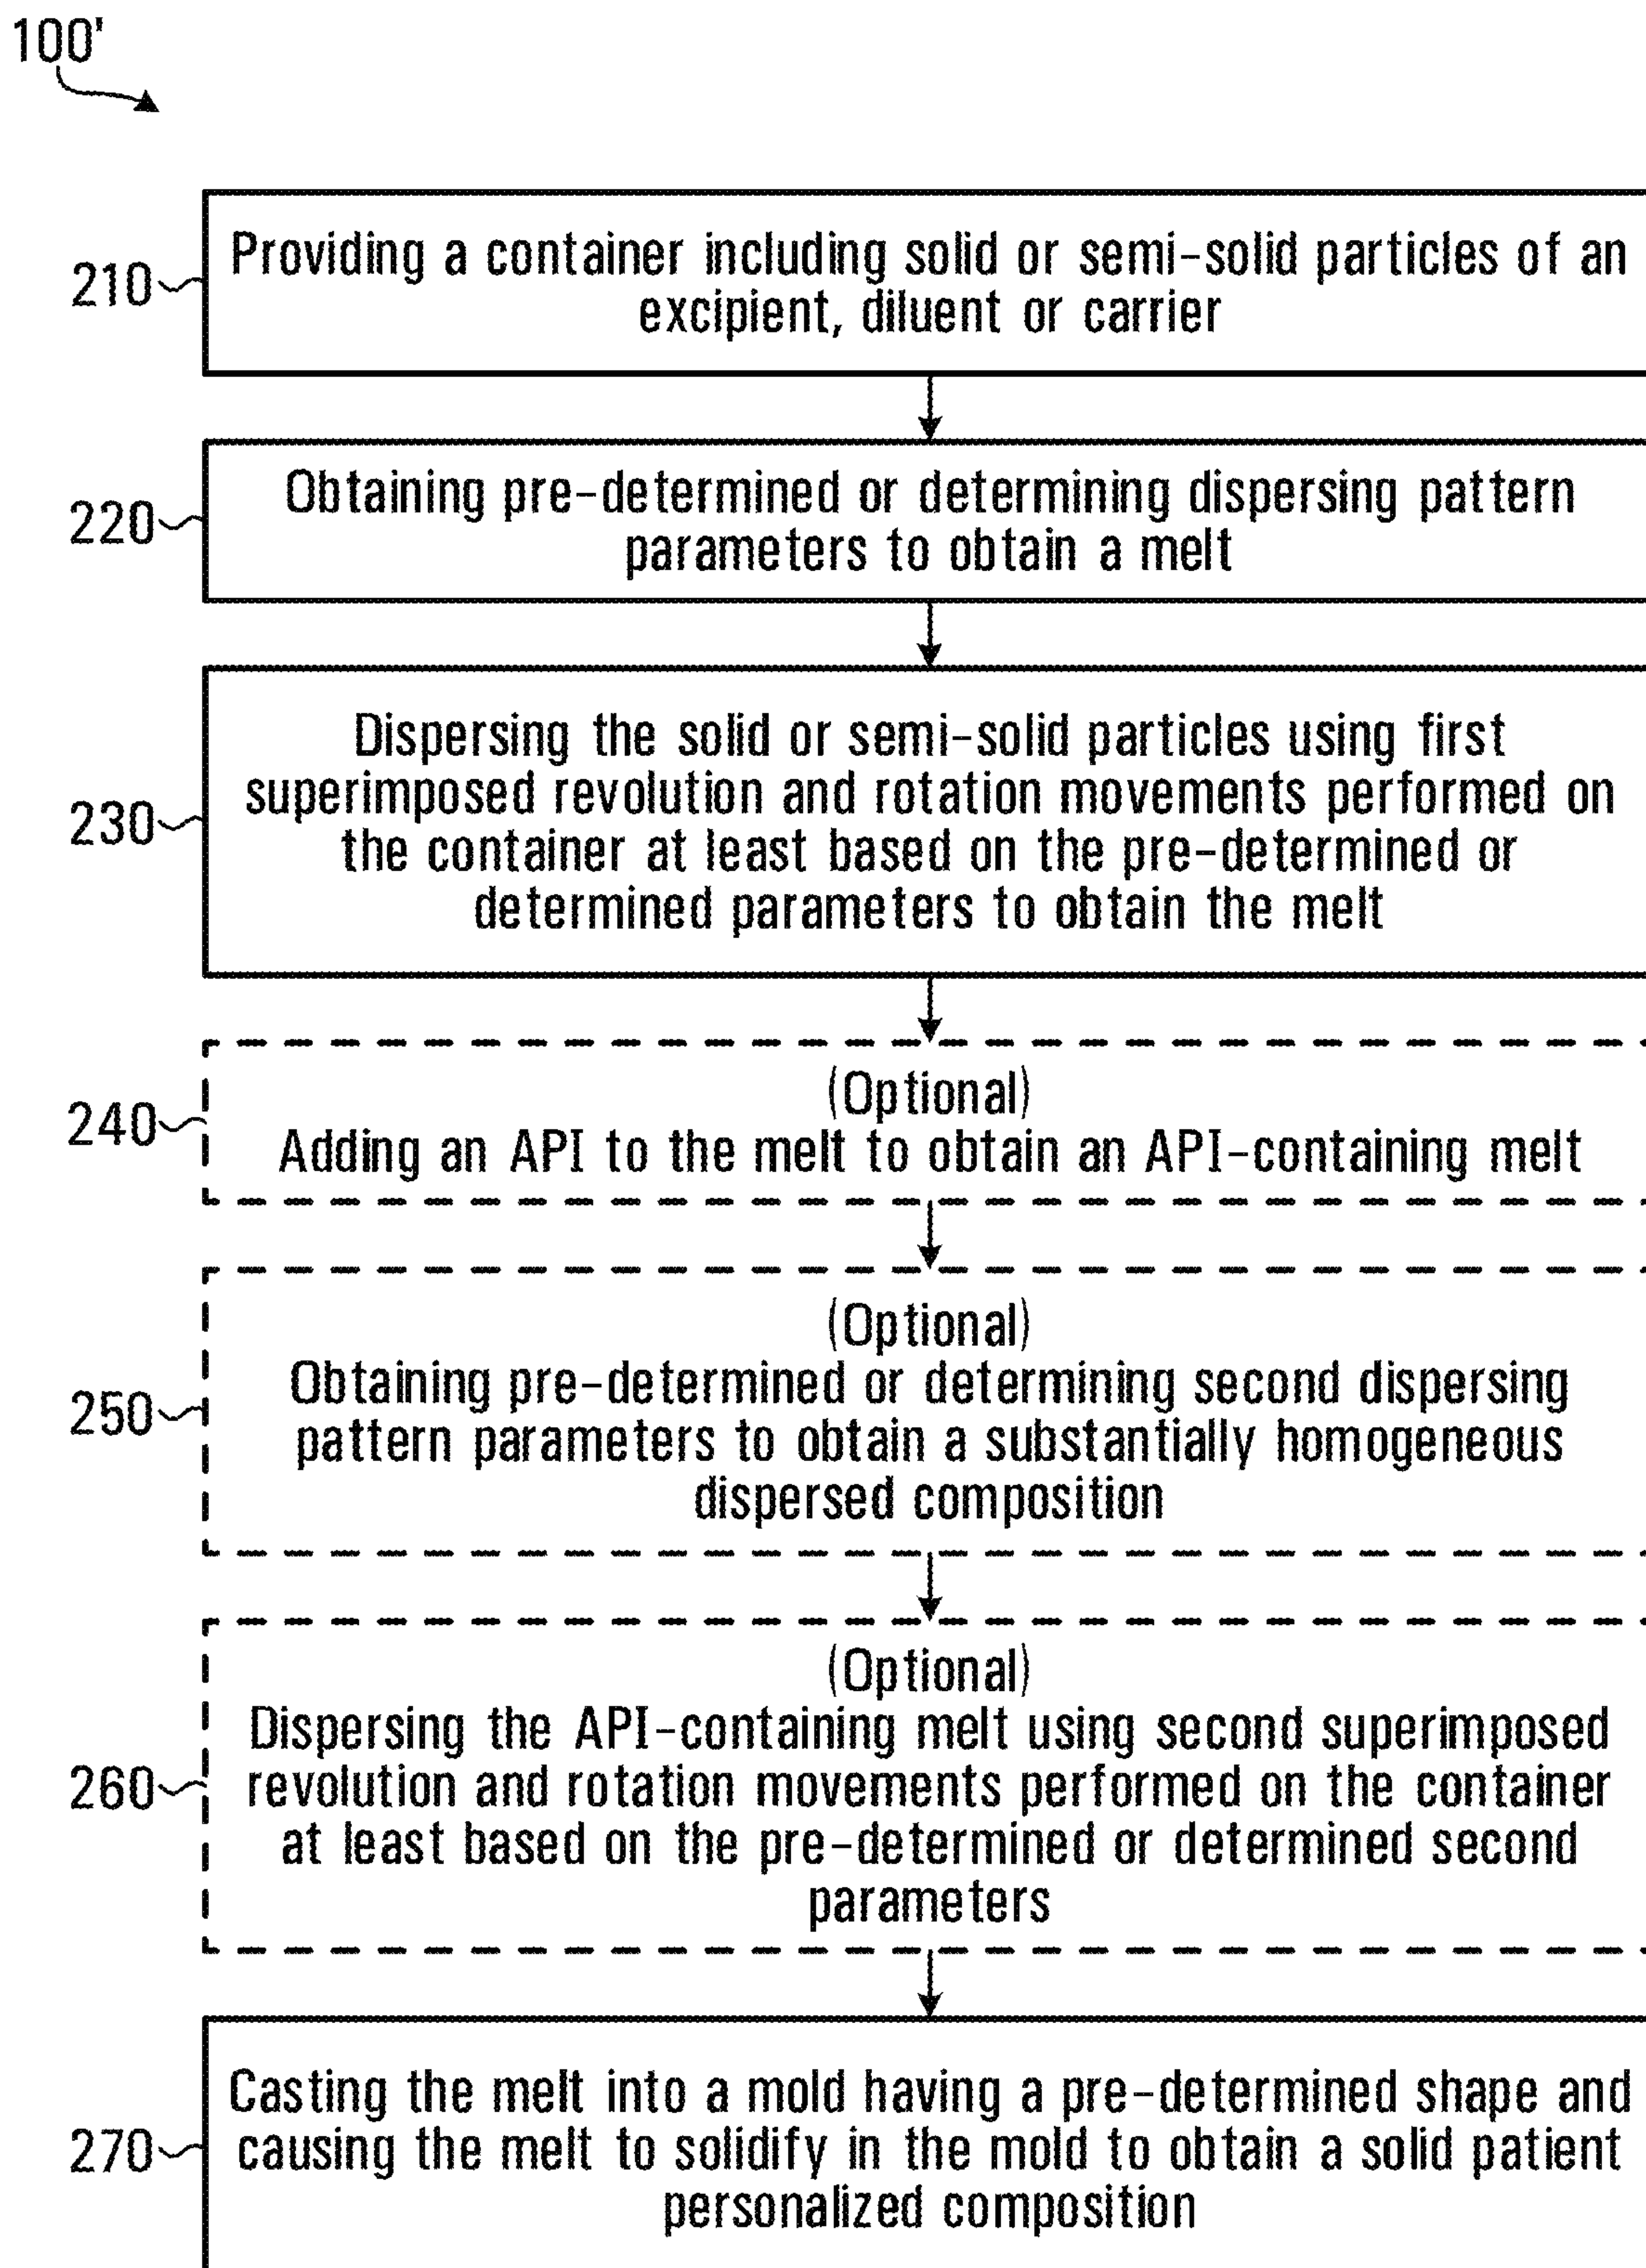 100'
210
Providing a container including solid or semi-solid particles of an
excipient, diluent or carrier
220
Obtaining pre-determined or determining dispersing pattern
parameters to obtain a melt
230
Dispersing the solid or semi-solid particles using first
superimposed revolution and rotation movements performed on
the container at least based on the pre-determined or
determined parameters to obtain the melt
240
(Optional)
Adding an API to the melt to obtain an API-containing melt
250
(Optional)
Obtaining pre-determined or determining second dispersing
pattern parameters to obtain a substantially homogeneous
dispersed composition
260
(Optional)
Dispersing the API-containing melt using second superimposed
revolution and rotation movements performed on the container
at least based on the pre-determined or determined second
parameters
270
Casting the melt into a mold having a pre-determined shape and
causing the melt to solidify in the mold to obtain a solid patient
personalized composition